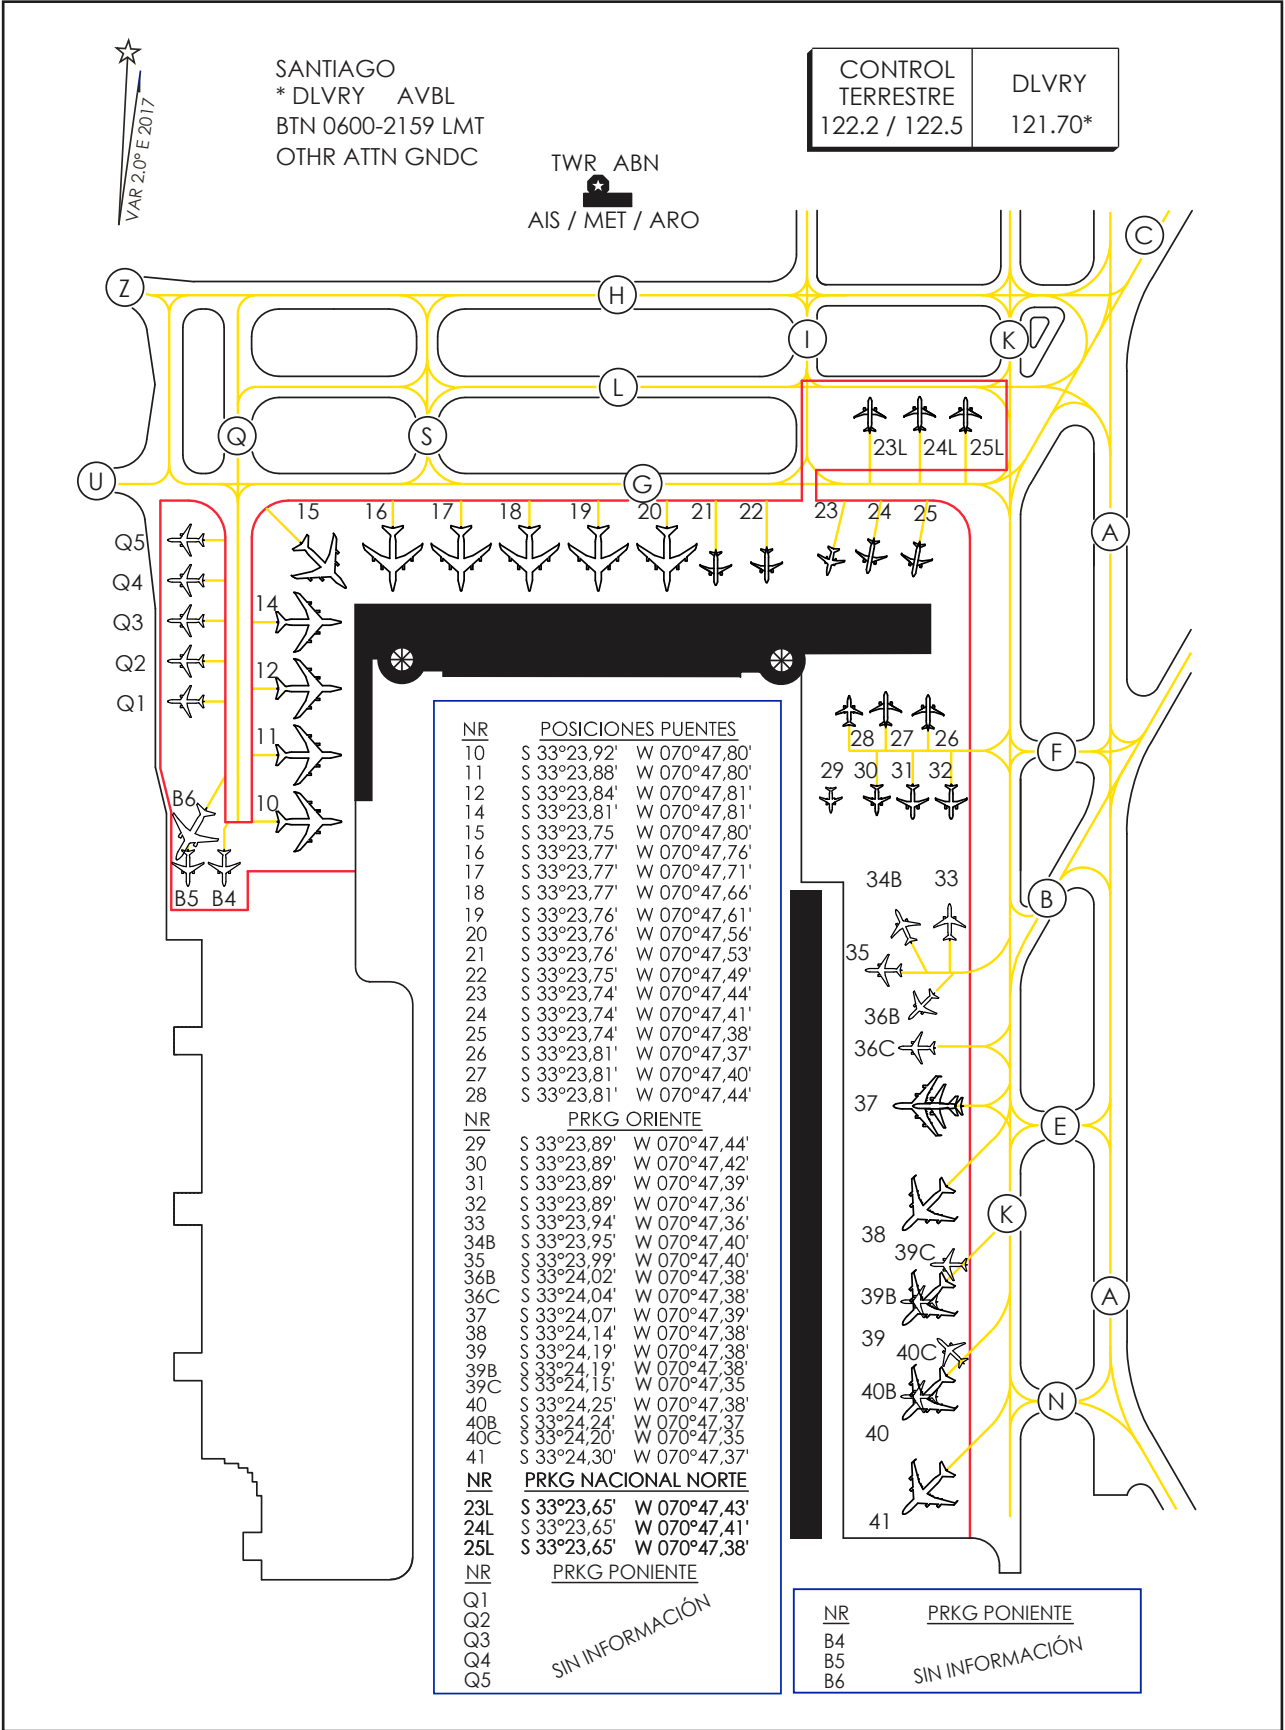 VAR 2.0° E 2017
SANTIAGO
* DLVRY AVBL
BTN 0600-2159 LMT
OTHR ATTN GNDC
CONTROL TERRESTRE
122.2 / 122.5
DLVRY
121.70*
TWR ABN
AIS / MET / ARO
C
Z
H
I
K
L
Q
S
23L 24L 25L
U
G
15 16 17 18 19 20 21 22 23 24 25
A
Q5
Q4
Q3
Q2
Q1
14
12
11
10
B6
B5 B4
28 27 26
F
29 30 31 32
34B 33
B
35
36B
36C
37
E
38
K
39C
39B
A
39
40C
40B
N
40
41
NR POSICIONES PUENTES
10 S 33°23,92' W 070°47,80'
11 S 33°23,88' W 070°47,80'
12 S 33°23,84' W 070°47,81'
14 S 33°23,81' W 070°47,81'
15 S 33°23,75 W 070°47,80'
16 S 33°23,77' W 070°47,76'
17 S 33°23,77' W 070°47,71'
18 S 33°23,77' W 070°47,66'
19 S 33°23,76' W 070°47,61'
20 S 33°23,76' W 070°47,56'
21 S 33°23,76' W 070°47,53'
22 S 33°23,75' W 070°47,49'
23 S 33°23,74' W 070°47,44'
24 S 33°23,74' W 070°47,41'
25 S 33°23,74' W 070°47,38'
26 S 33°23,81' W 070°47,37'
27 S 33°23,81' W 070°47,40'
28 S 33°23,81' W 070°47,44'
NR PRKG ORIENTE
29 S 33°23,89' W 070°47,44'
30 S 33°23,89' W 070°47,42'
31 S 33°23,89' W 070°47,39'
32 S 33°23,89' W 070°47,36'
33 S 33°23,94' W 070°47,36'
34B S 33°23,95' W 070°47,40'
35 S 33°23,99' W 070°47,40'
36B S 33°24,02' W 070°47,38'
36C S 33°24,04' W 070°47,38'
37 S 33°24,07' W 070°47,39'
38 S 33°24,14' W 070°47,38'
39 S 33°24,19' W 070°47,38'
39B S 33°24,19' W 070°47,38'
39C S 33°24,15' W 070°47,35
40 S 33°24,25' W 070°47,38'
40B S 33°24,24' W 070°47,37
40C S 33°24,20' W 070°47,35
41 S 33°24,30' W 070°47,37'
NR PRKG NACIONAL NORTE
23L S 33°23,65' W 070°47,43'
24L S 33°23,65' W 070°47,41'
25L S 33°23,65' W 070°47,38'
NR PRKG PONIENTE
Q1
Q2
Q3
Q4
Q5
SIN INFORMACIÓN
NR PRKG PONIENTE
B4
B5
B6
SIN INFORMACIÓN